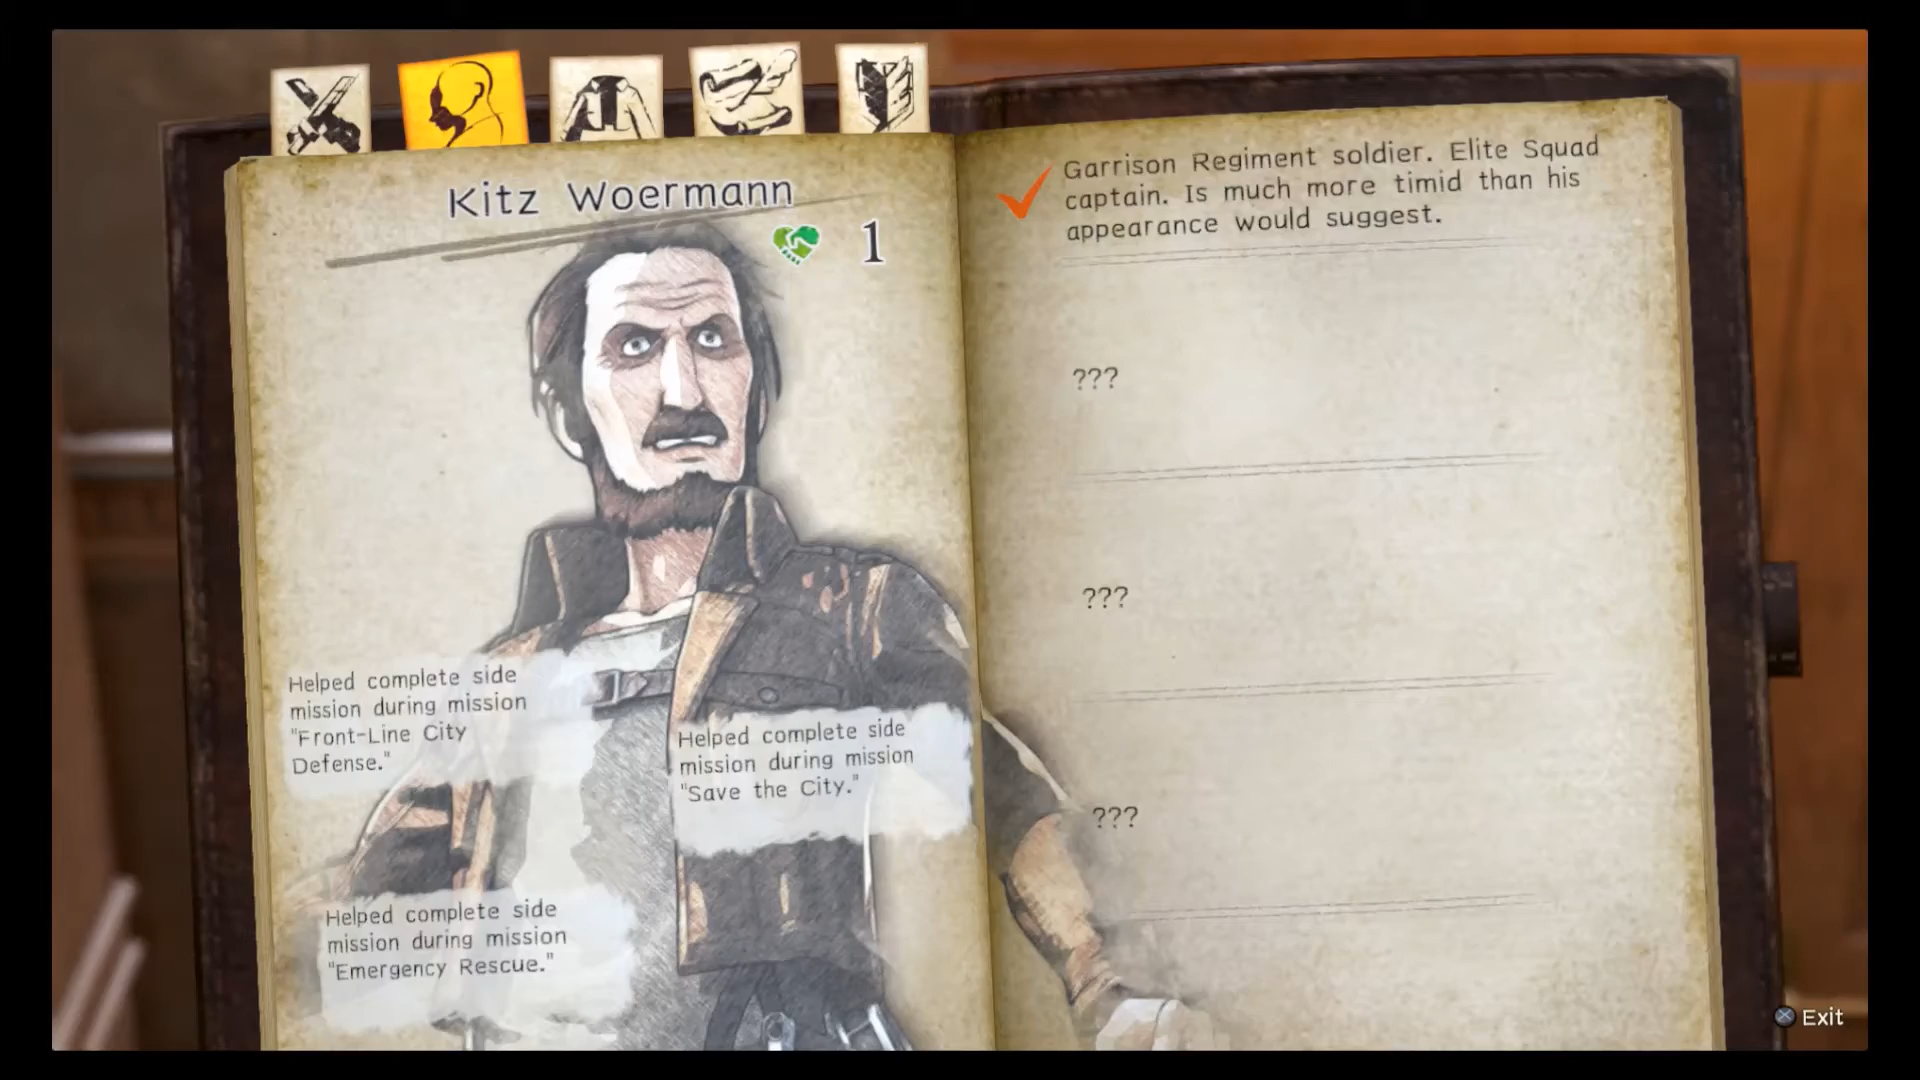 Kitz Woermann
1
Helped complete side
mission during mission
"Front-Line City
Defense."
Helped complete side
mission during mission
"Save the City."
Helped complete side
mission during mission
"Emergency Rescue."
Garrison Regiment soldier. Elite Squad
captain. Is much more timid than his
appearance would suggest.
???
???
???
Exit